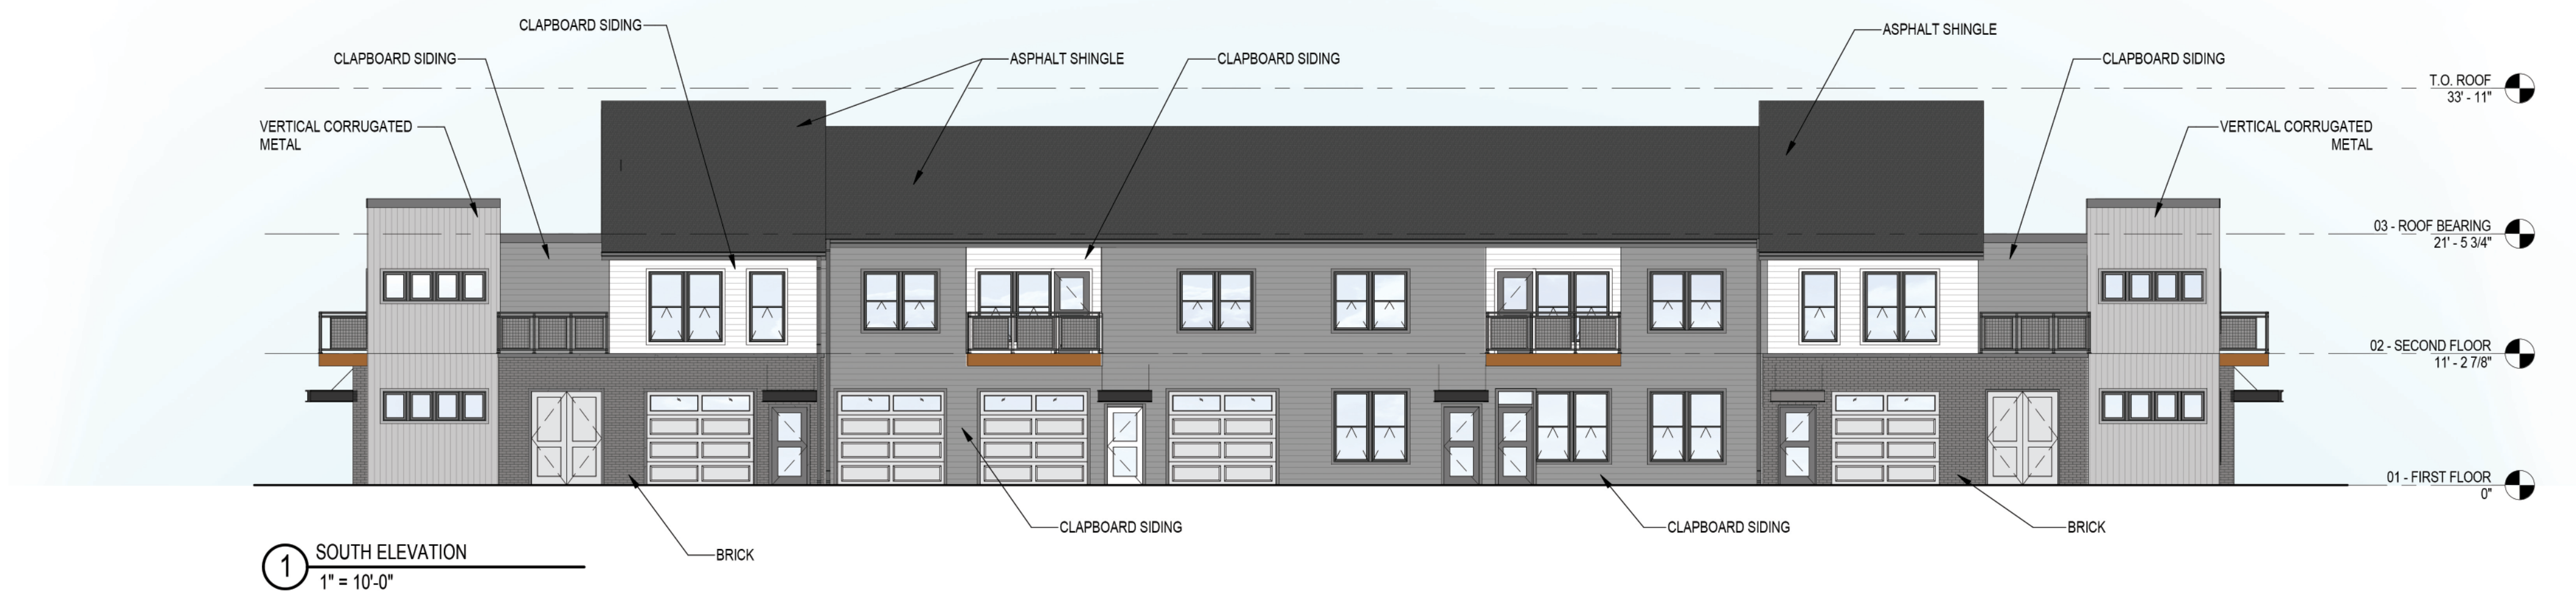 CLAPBOARD SIDING
ASPHALT SHINGLE
CLAPBOARD SIDING
ASPHALT SHINGLE
CLAPBOARD SIDING
CLAPBOARD SIDING
T.O. ROOF
33' - 11"
VERTICAL CORRUGATED
METAL
VERTICAL CORRUGATED
METAL
03 - ROOF BEARING
21' - 5 3/4"
02 - SECOND FLOOR
11' - 2 7/8"
01 - FIRST FLOOR
0"
CLAPBOARD SIDING
CLAPBOARD SIDING
BRICK
BRICK
1
SOUTH ELEVATION
1" = 10'-0"